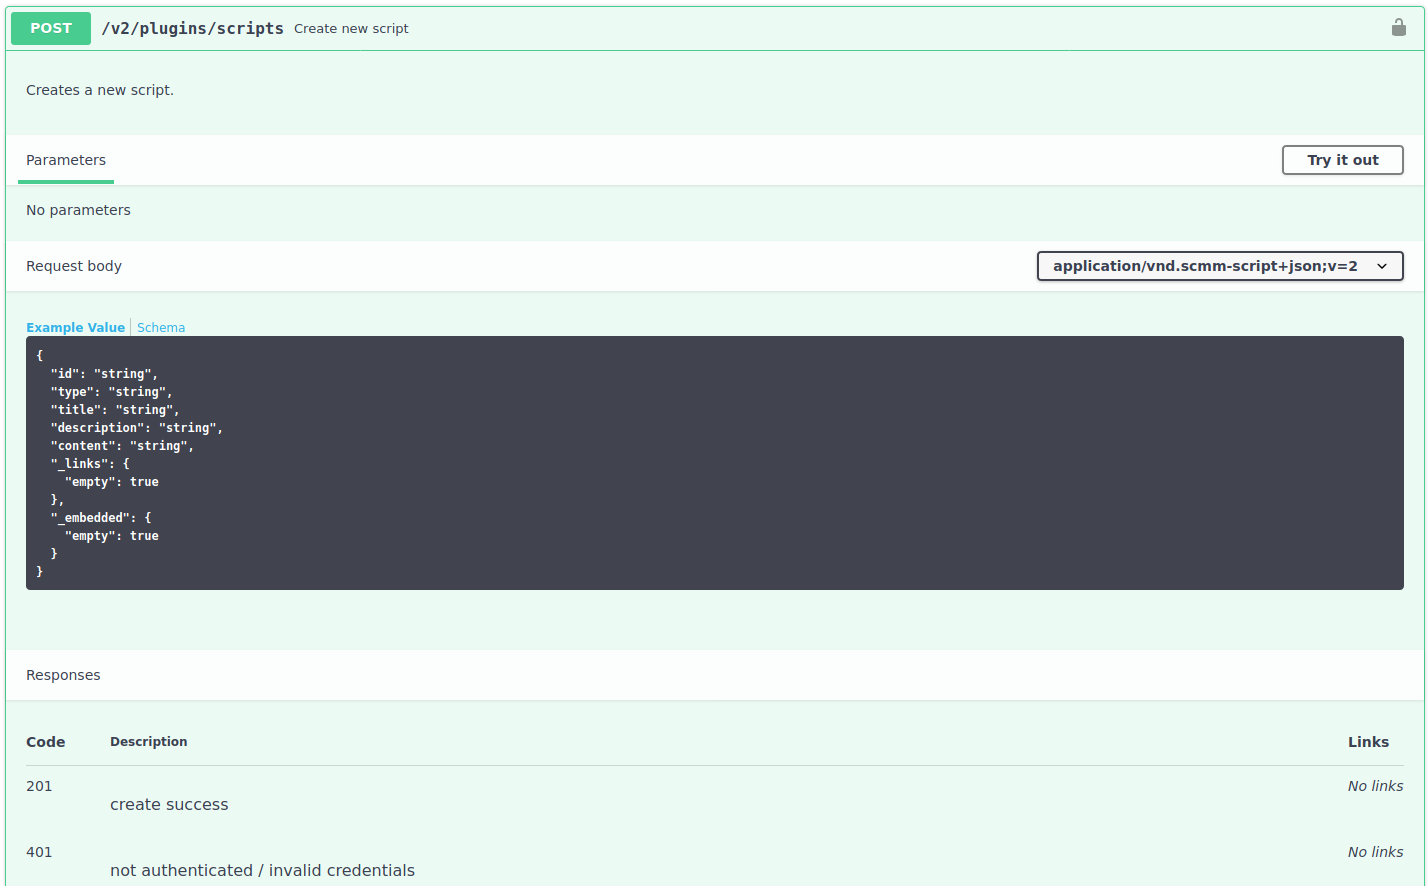 POST /v2/plugins/scripts Create new script
Creates a new script.
Parameters Try it out
No parameters
Request body application/vnd.scmm-script+json;v=2
Example Value Schema
{
  "id": "string",
  "type": "string",
  "title": "string",
  "description": "string",
  "content": "string",
  "_links": {
    "empty": true
  },
  "_embedded": {
    "empty": true
  }
}
Responses
Code Description Links
201 No links
create success
401 No links
not authenticated / invalid credentials